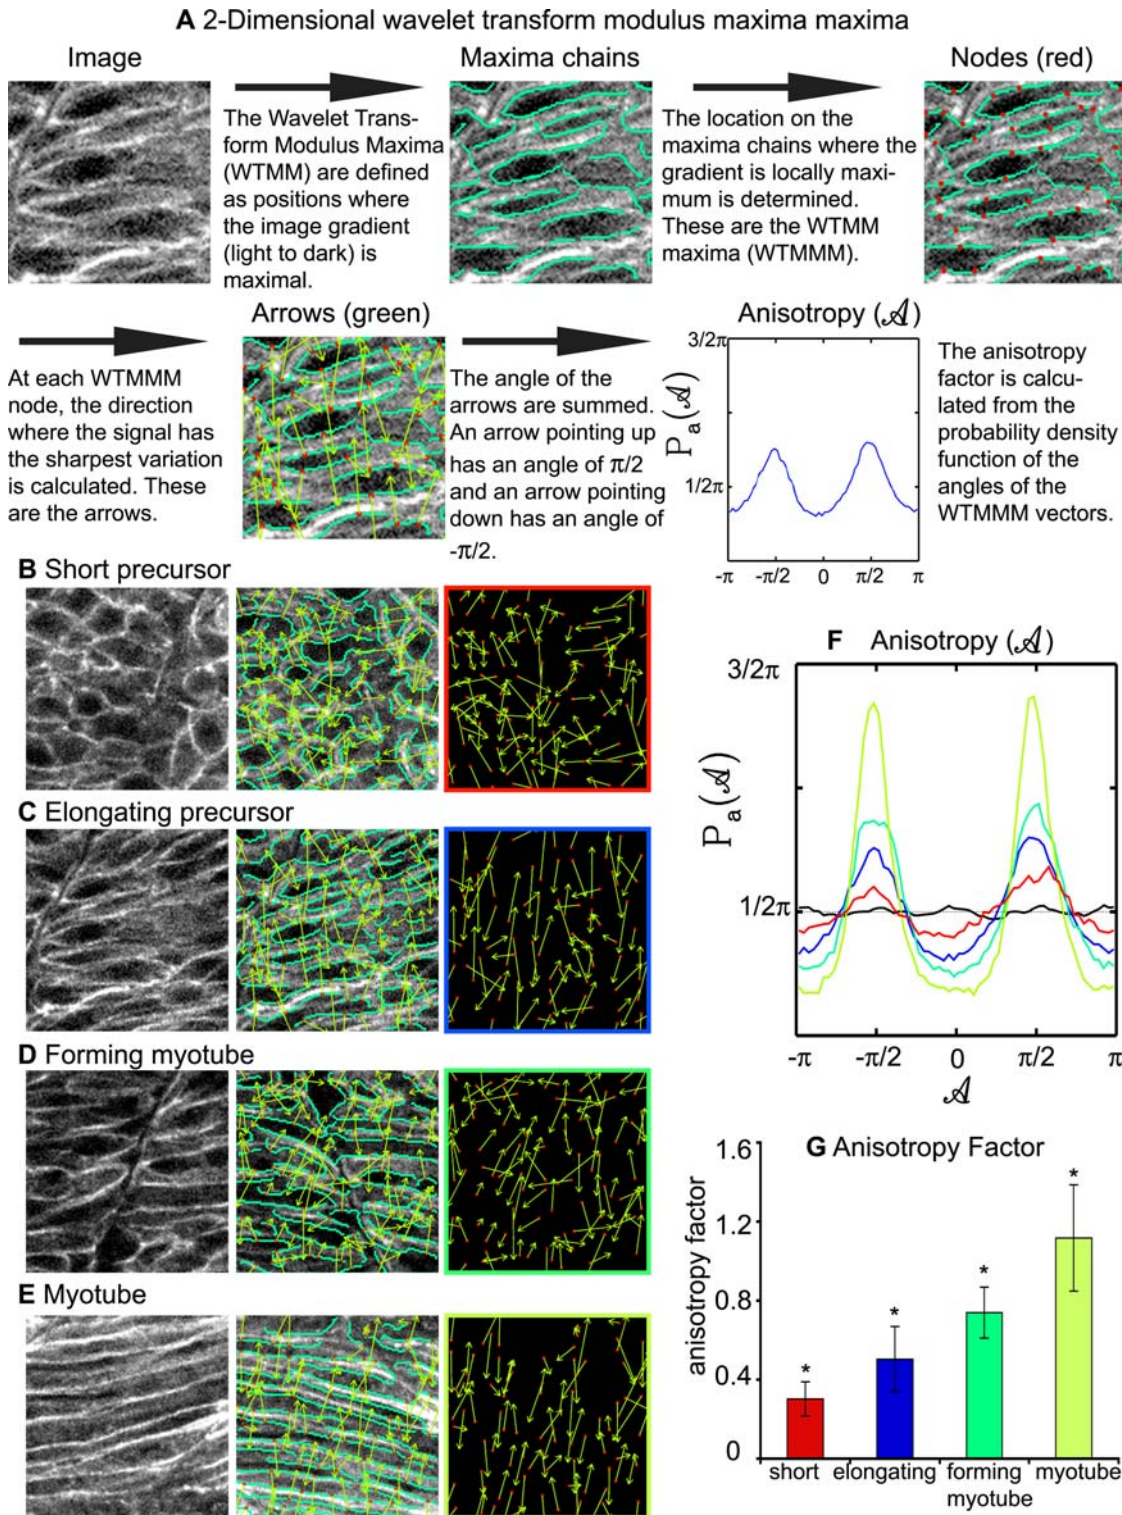 A 2-Dimensional wavelet transform modulus maxima maxima
Image
Maxima chains
Nodes (red)
The Wavelet Trans-
form Modulus Maxima
(WTMM) are defined
as positions where
the image gradient
(light to dark) is
maximal.
The location on the
maxima chains where the
gradient is locally maxi-
mum is determined.
These are the WTMM
maxima (WTMMM).
At each WTMMM
node, the direction
where the signal has
the sharpest variation
is calculated. These
are the arrows.
Arrows (green)
The angle of the
arrows are summed.
An arrow pointing up
has an angle of π/2
and an arrow pointing
down has an angle of
-π/2.
Anisotropy (𝒜)
3/2π
Pa(𝒜)
1/2π
-π -π/2 0 π/2 π
The anisotropy
factor is calcu-
lated from the
probability density
function of the
angles of the
WTMMM vectors.
B Short precursor
C Elongating precursor
D Forming myotube
E Myotube
F Anisotropy (𝒜)
3/2π
Pa(𝒜)
1/2π
-π -π/2 0 π/2 π
𝒜
G Anisotropy Factor
anisotropy factor
1.6
1.2
0.8
0.4
0
* * * *
short elongating forming myotube
myotube